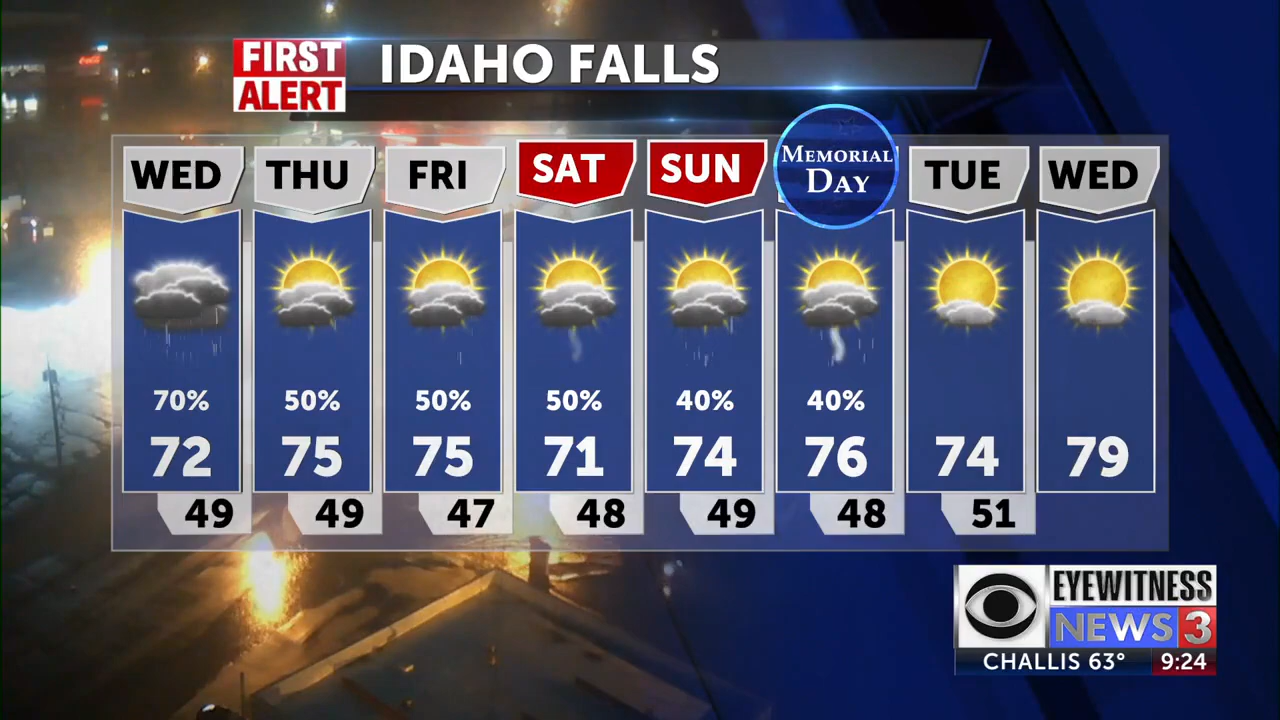 FIRST
ALERT
IDAHO FALLS
WED THU FRI SAT SUN MEMORIAL DAY TUE WED
70% 50% 50% 50% 40% 40%
72 75 75 71 74 76 74 79
49 49 47 48 49 48 51
EYEWITNESS
NEWS 3
CHALLIS 63° 9:24